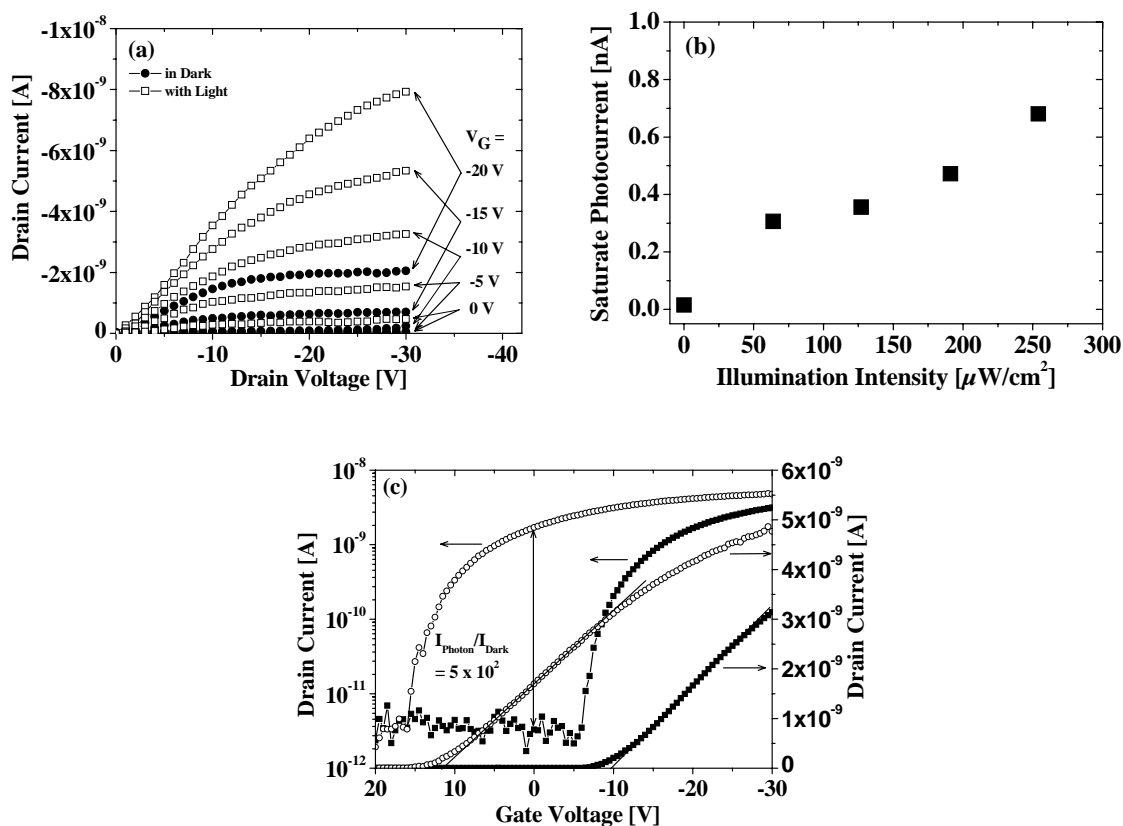 (a)
in Dark
with Light
-1x10⁻⁸
-8x10⁻⁹
-6x10⁻⁹
-4x10⁻⁹
-2x10⁻⁹
0
Drain Current [A]
V_G =
-20 V
-15 V
-10 V
-5 V
0 V
0 -10 -20 -30 -40
Drain Voltage [V]
(b)
1.0
0.8
0.6
0.4
0.2
0.0
Saturate Photocurrent [nA]
0 50 100 150 200 250 300
Illumination Intensity [μW/cm²]
(c)
10⁻⁸
10⁻⁹
10⁻¹⁰
10⁻¹¹
10⁻¹²
Drain Current [A]
I_Photon/I_Dark
= 5 x 10²
6x10⁻⁹
5x10⁻⁹
4x10⁻⁹
3x10⁻⁹
2x10⁻⁹
1x10⁻⁹
0
Drain Current [A]
20 10 0 -10 -20 -30
Gate Voltage [V]